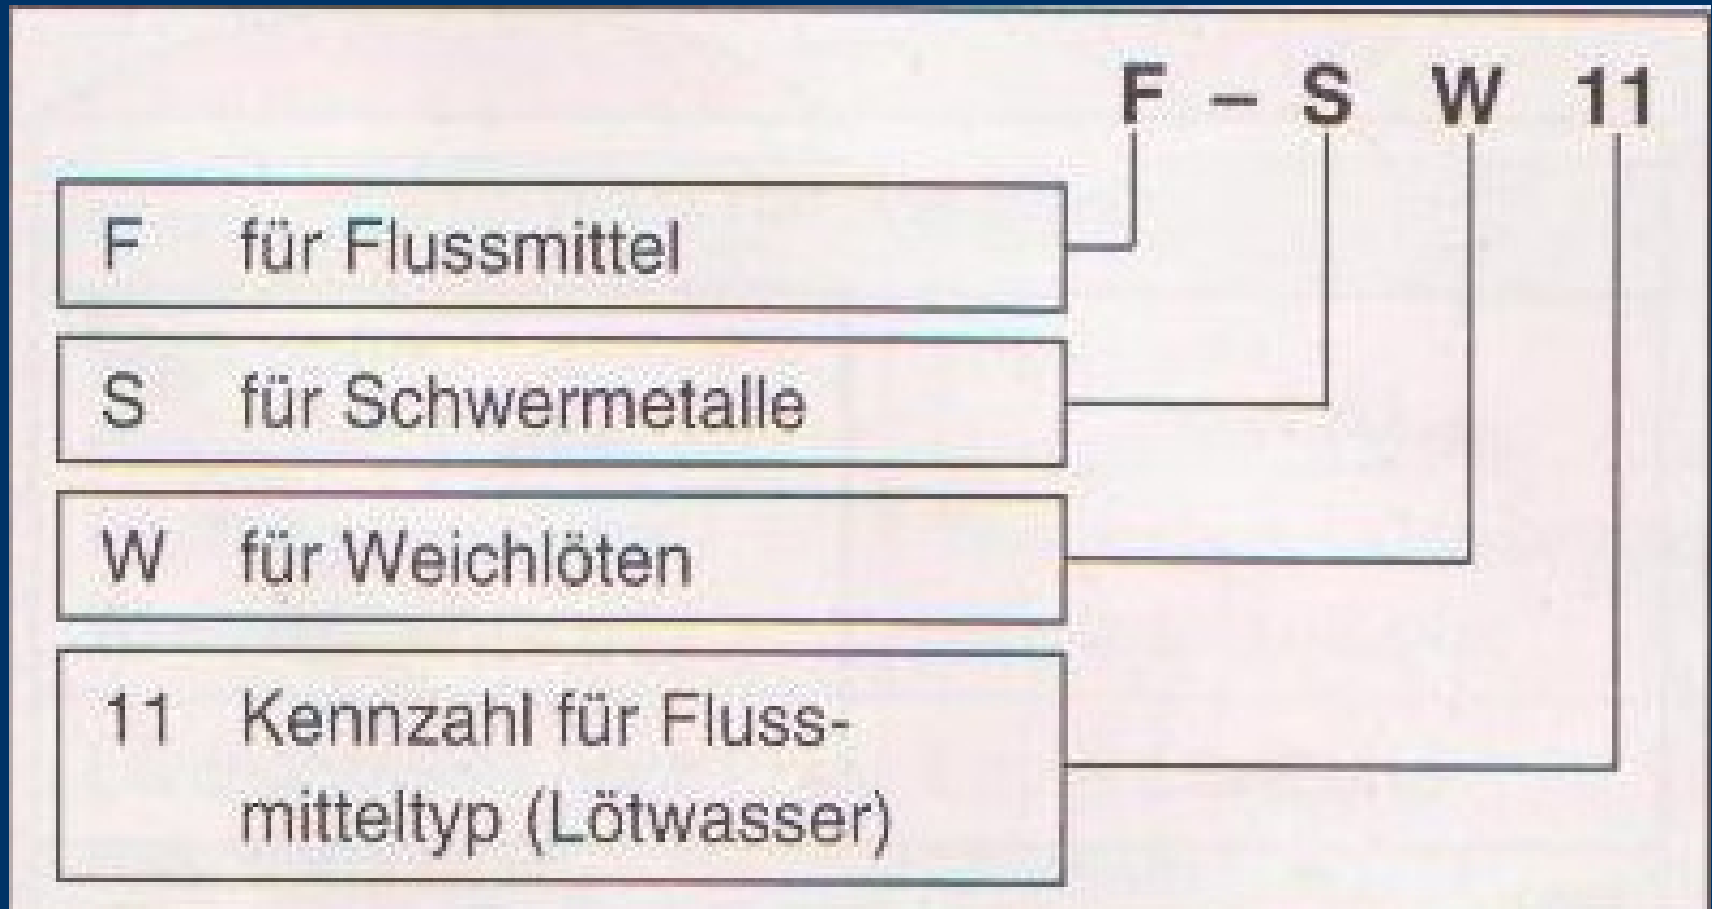 F – S W 11
F für Flussmittel
S für Schwermetalle
W für Weichlöten
11 Kennzahl für Fluss-
mitteltyp (Lötwasser)